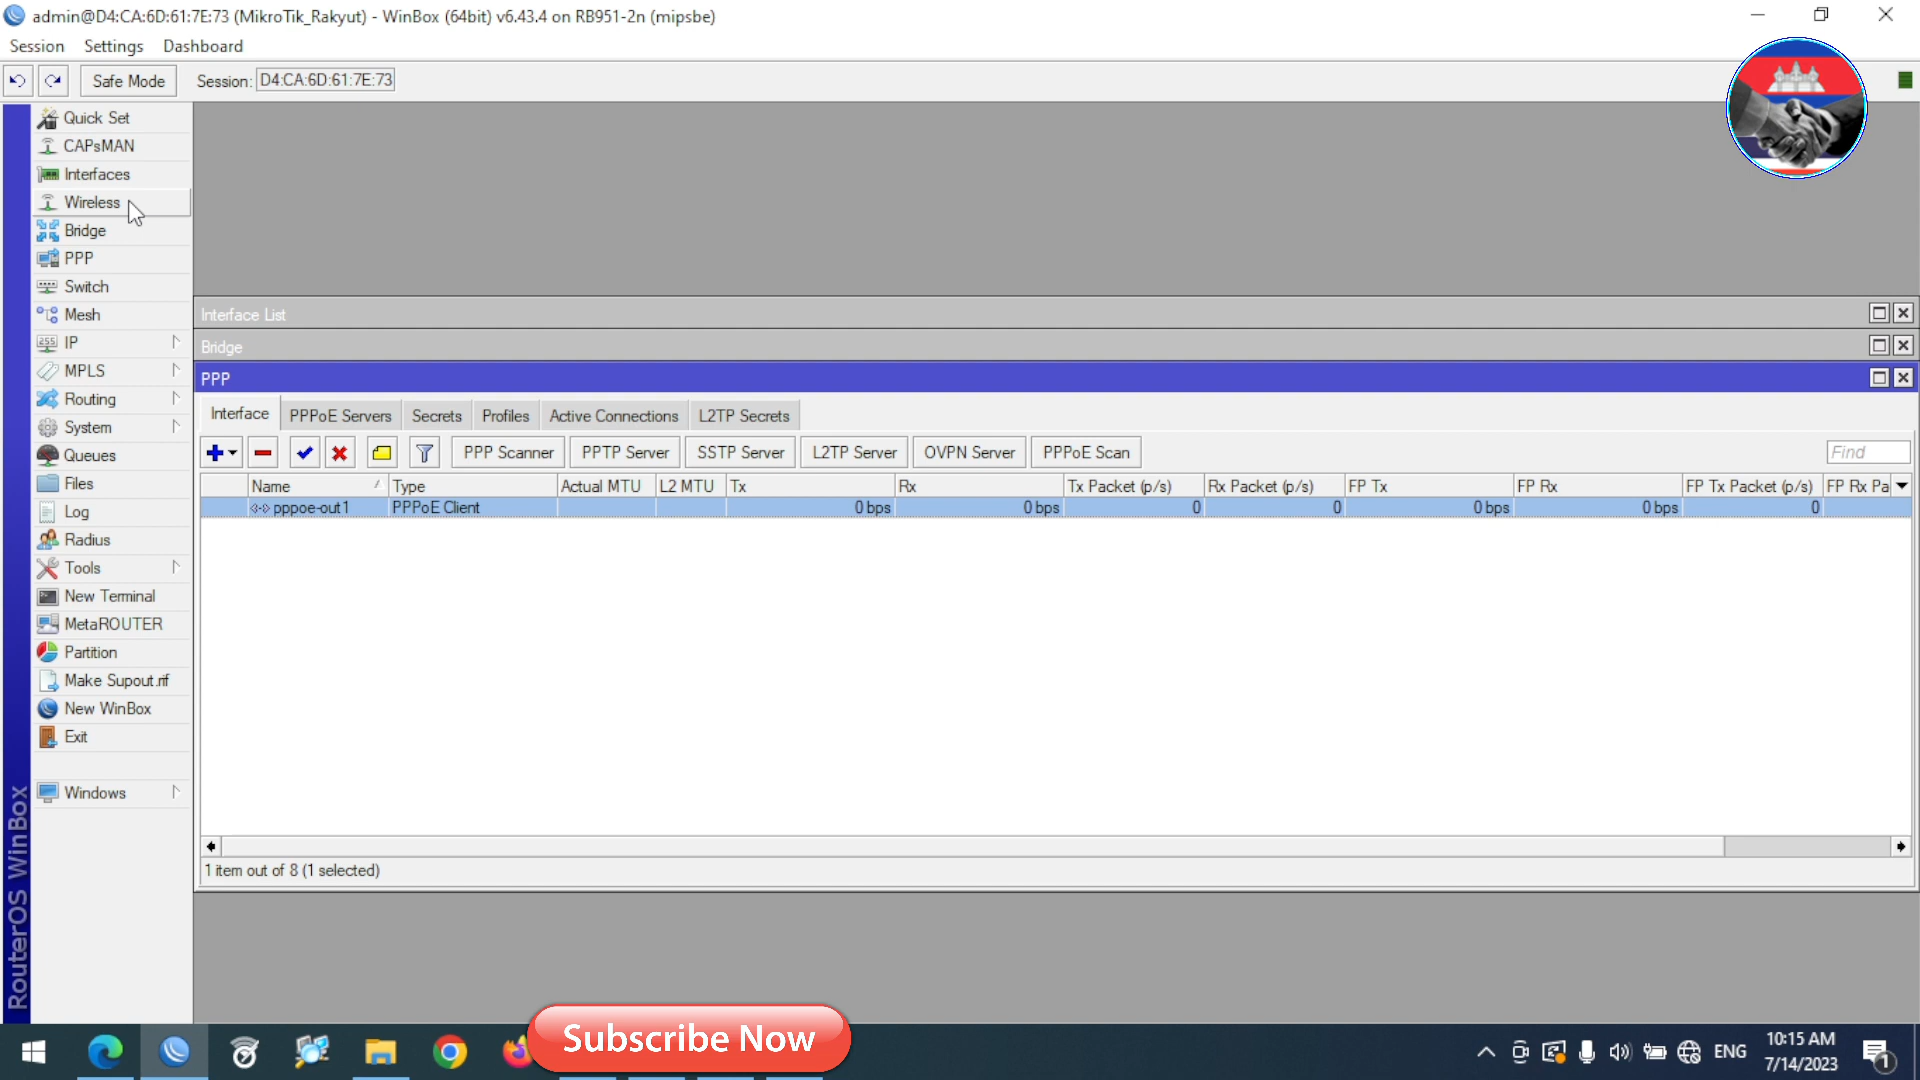 admin@D4:CA:6D:61:7E:73 (MikroTik_Rakyut) - WinBox (64bit) v6.43.4 on RB951-2n (mipsbe)
Session Settings Dashboard
Safe Mode Session: D4:CA:6D:61:7E:73
Quick Set
CAPsMAN
Interfaces
Wireless
Bridge
PPP
Switch
Mesh
IP
MPLS
Routing
System
Queues
Files
Log
Radius
Tools
New Terminal
MetaROUTER
Partition
Make Supout.rif
New WinBox
Exit
Windows
RouterOS WinBox
Interface List
Bridge
PPP
Interface PPPoE Servers Secrets Profiles Active Connections L2TP Secrets
PPP Scanner PPTP Server SSTP Server L2TP Server OVPN Server PPPoE Scan Find
Name Type Actual MTU L2 MTU Tx Rx Tx Packet (p/s) Rx Packet (p/s) FP Tx FP Rx FP Tx Packet (p/s) FP Rx Pa
pppoe-out1 PPPoE Client 0 bps 0 bps 0 0 0 bps 0 bps 0
1 item out of 8 (1 selected)
Subscribe Now
255
ENG
10:15 AM
7/14/2023
1